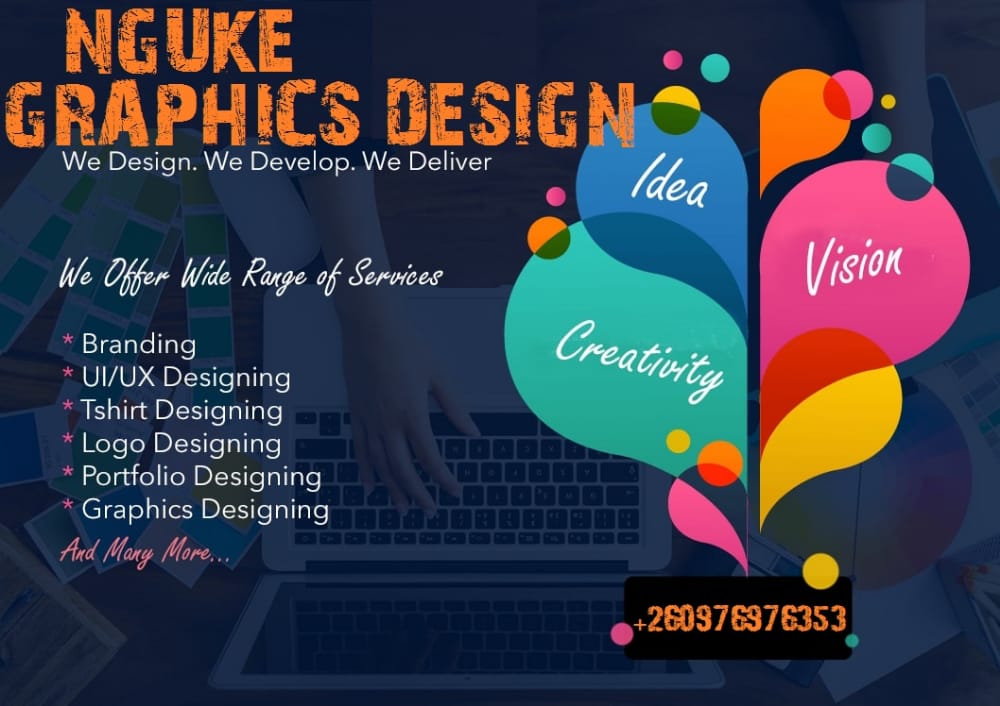 NGUKE
GRAPHICS DESIGN
We Design. We Develop. We Deliver
We Offer Wide Range of Services
* Branding
* UI/UX Designing
* Tshirt Designing
* Logo Designing
* Portfolio Designing
* Graphics Designing
And Many More...
Idea
Vision
Creativity
+260976976353